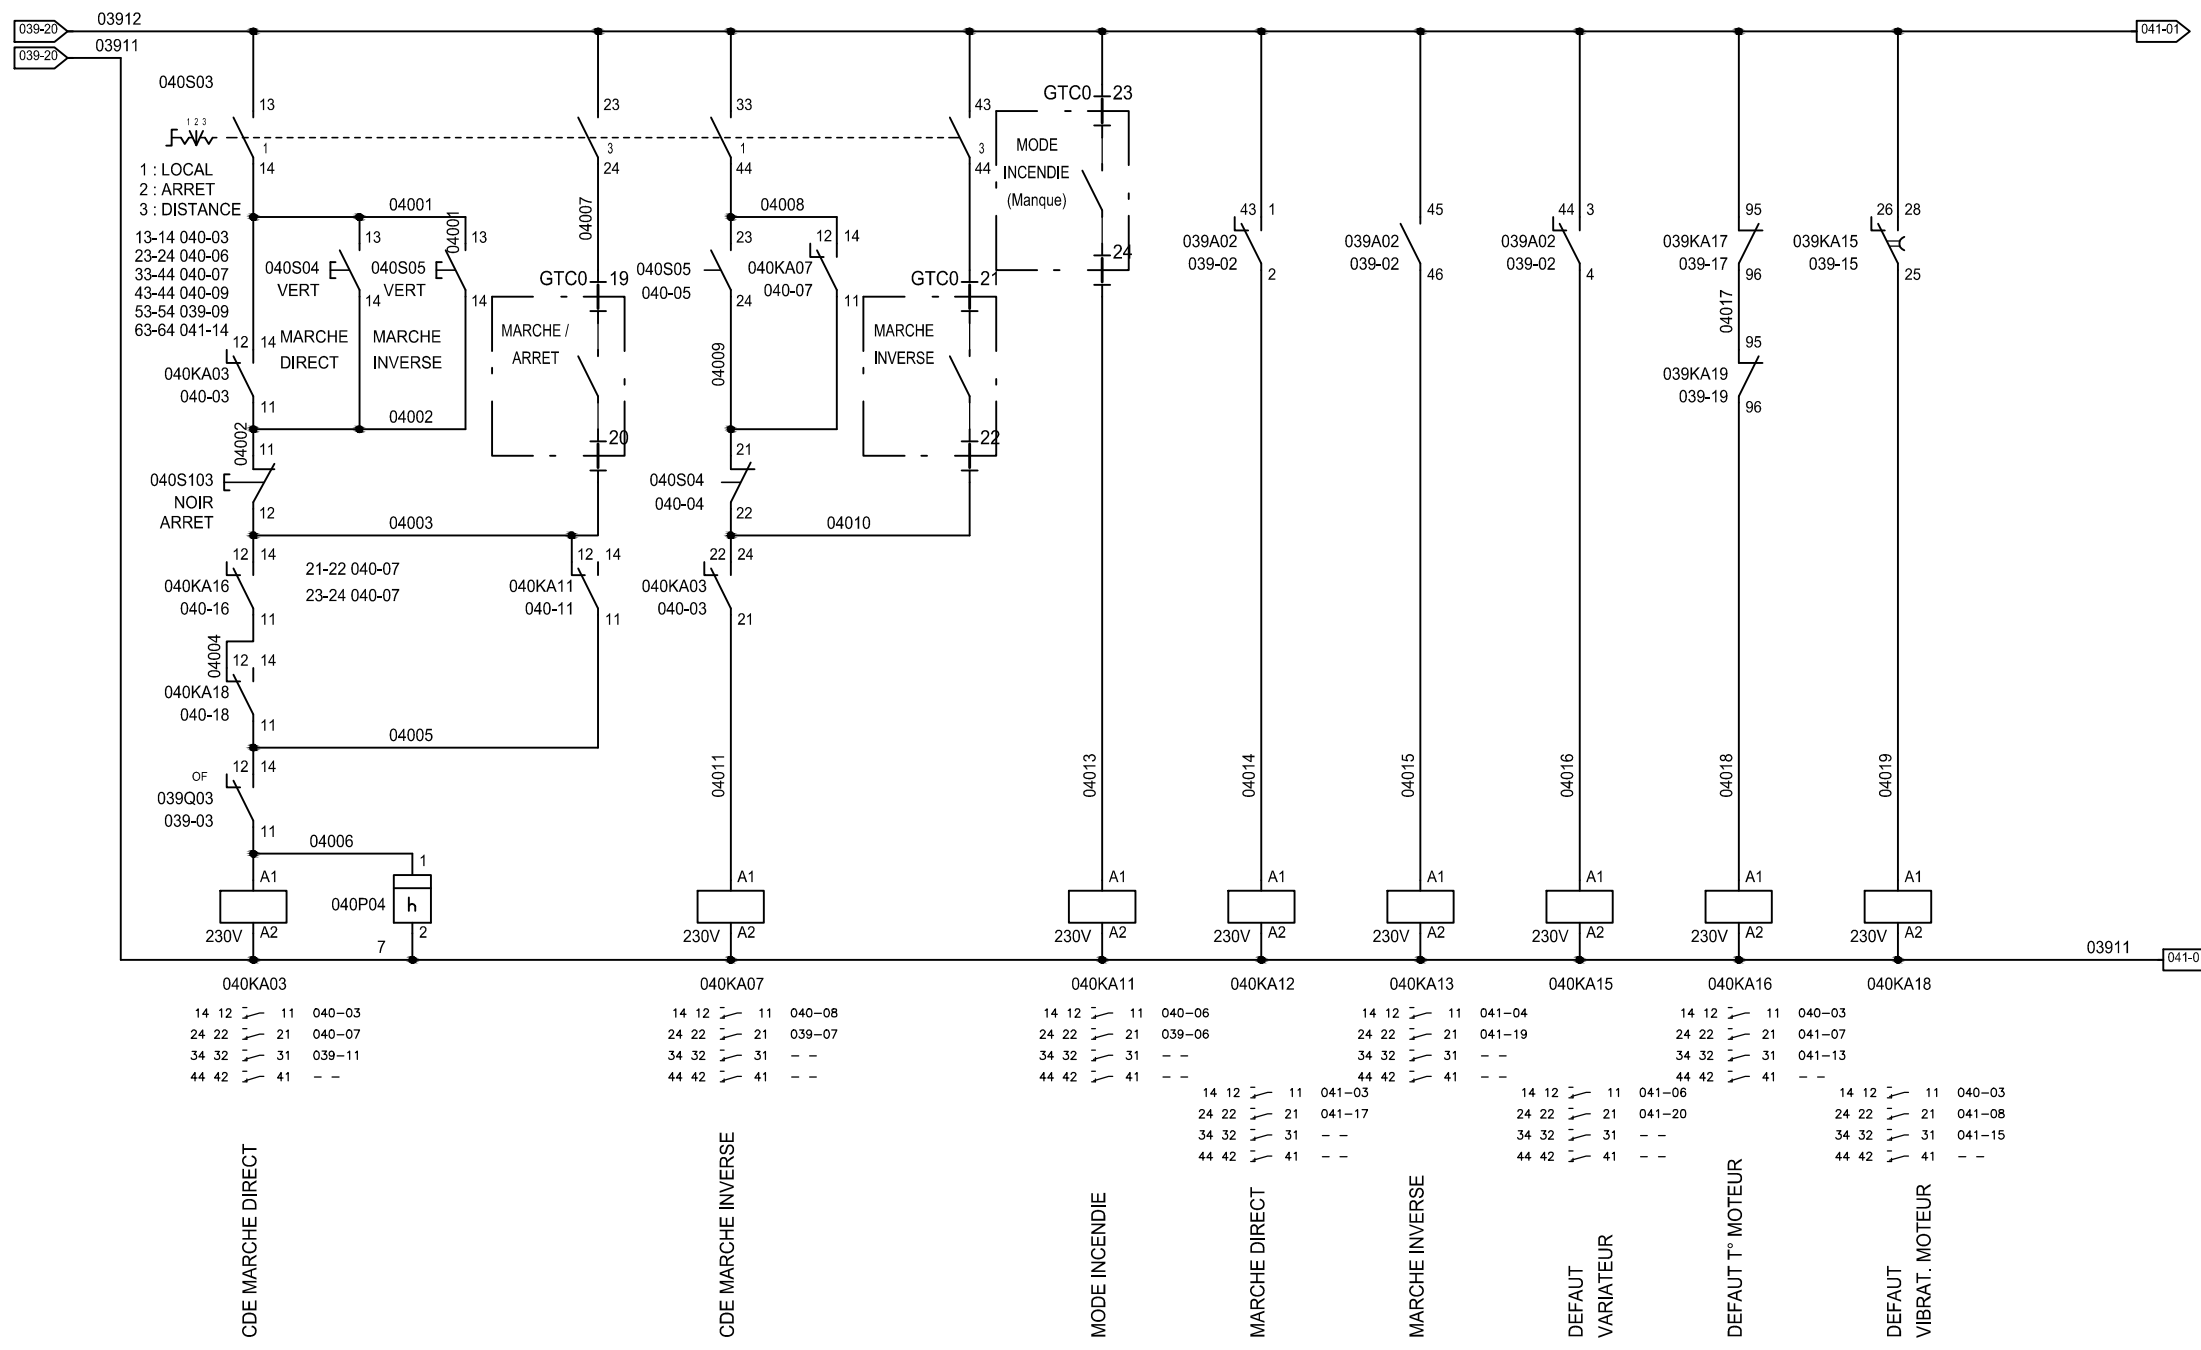 039-20
03912
041-01
039-20
03911
040S03
1 2 3
13
1
14
23
3
24
33
1
44
43
3
44
1 : LOCAL
2 : ARRET
3 : DISTANCE
13-14 040-03
23-24 040-06
33-44 040-07
43-44 040-09
53-54 039-09
63-64 041-14
04001
04001
04007
04008
13
040S04
VERT
14
MARCHE
DIRECT
13
040S05
VERT
14
MARCHE
INVERSE
12 14
040KA03
040-03
11
04002
04002
GTC0 19
MARCHE /
ARRET
20
23
040S05
040-05
24
04009
12 14
040KA07
040-07
11
GTC0 21
MARCHE
INVERSE
22
GTC0 23
MODE
INCENDIE
(Manque)
24
11
040S103
NOIR
ARRET
12
21
040S04
040-04
22
04003
04010
12 14
040KA16
040-16
11
21-22 040-07
23-24 040-07
12 14
040KA11
040-11
11
22 24
040KA03
040-03
21
04004
12 14
040KA18
040-18
11
04005
OF
12 14
039Q03
039-03
11
04006
04011
04013
43 1
039A02
039-02
2
04014
45
039A02
039-02
46
04015
44 3
039A02
039-02
4
04016
95
039KA17
039-17
96
04017
95
039KA19
039-19
96
04018
26 28
039KA15
039-15
25
04019
A1
230V A2
040P04
1
h
2
7
A1
230V A2
A1
230V A2
A1
230V A2
A1
230V A2
A1
230V A2
A1
230V A2
A1
230V A2
03911
041-0
040KA03
14 12 11 040-03
24 22 21 040-07
34 32 31 039-11
44 42 41 - -
CDE MARCHE DIRECT
040KA07
14 12 11 040-08
24 22 21 039-07
34 32 31 - -
44 42 41 - -
CDE MARCHE INVERSE
040KA11
14 12 11 040-06
24 22 21 039-06
34 32 31 - -
44 42 41 - -
MODE INCENDIE
040KA12
14 12 11 041-03
24 22 21 041-17
34 32 31 - -
44 42 41 - -
MARCHE DIRECT
040KA13
14 12 11 041-04
24 22 21 041-19
34 32 31 - -
44 42 41 - -
MARCHE INVERSE
040KA15
14 12 11 041-06
24 22 21 041-20
34 32 31 - -
44 42 41 - -
DEFAUT
VARIATEUR
040KA16
14 12 11 040-03
24 22 21 041-07
34 32 31 041-13
44 42 41 - -
DEFAUT T° MOTEUR
040KA18
14 12 11 040-03
24 22 21 041-08
34 32 31 041-15
44 42 41 - -
DEFAUT
VIBRAT. MOTEUR